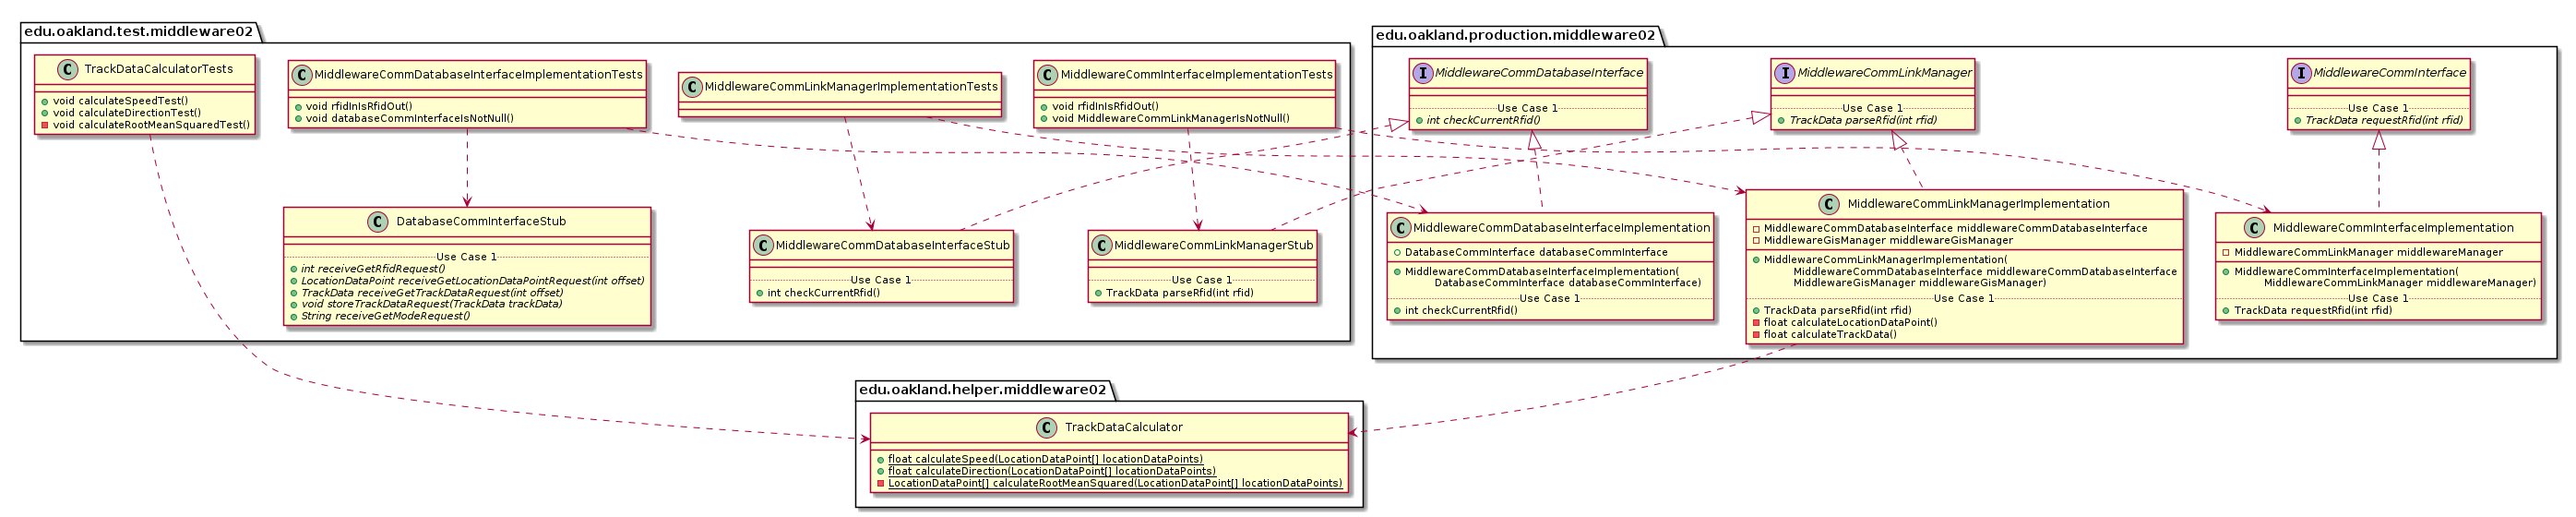 edu.oakland.test.middleware02
TrackDataCalculatorTests
void calculateSpeedTest()
void calculateDirectionTest()
void calculateRootMeanSquaredTest()
MiddlewareCommDatabaseInterfaceImplementationTests
void rfidInIsRfidOut()
void databaseCommInterfaceIsNotNull()
MiddlewareCommLinkManagerImplementationTests
MiddlewareCommInterfaceImplementationTests
void rfidInIsRfidOut()
void MiddlewareCommLinkManagerIsNotNull()
DatabaseCommInterfaceStub
Use Case 1
int receiveGetRfidRequest()
LocationDataPoint receiveGetLocationDataPointRequest(int offset)
TrackData receiveGetTrackDataRequest(int offset)
void storeTrackDataRequest(TrackData trackData)
String receiveGetModeRequest()
MiddlewareCommDatabaseInterfaceStub
Use Case 1
int checkCurrentRfid()
MiddlewareCommLinkManagerStub
Use Case 1
TrackData parseRfid(int rfid)
edu.oakland.production.middleware02
MiddlewareCommDatabaseInterface
Use Case 1
int checkCurrentRfid()
MiddlewareCommLinkManager
Use Case 1
TrackData parseRfid(int rfid)
MiddlewareCommInterface
Use Case 1
TrackData requestRfid(int rfid)
MiddlewareCommDatabaseInterfaceImplementation
DatabaseCommInterface databaseCommInterface
MiddlewareCommDatabaseInterfaceImplementation(
DatabaseCommInterface databaseCommInterface)
Use Case 1
int checkCurrentRfid()
MiddlewareCommLinkManagerImplementation
MiddlewareCommDatabaseInterface middlewareCommDatabaseInterface
MiddlewareGisManager middlewareGisManager
MiddlewareCommLinkManagerImplementation(
MiddlewareCommDatabaseInterface middlewareCommDatabaseInterface
MiddlewareGisManager middlewareGisManager)
Use Case 1
TrackData parseRfid(int rfid)
float calculateLocationDataPoint()
float calculateTrackData()
MiddlewareCommInterfaceImplementation
MiddlewareCommLinkManager middlewareManager
MiddlewareCommInterfaceImplementation(
MiddlewareCommLinkManager middlewareManager)
Use Case 1
TrackData requestRfid(int rfid)
edu.oakland.helper.middleware02
TrackDataCalculator
float calculateSpeed(LocationDataPoint[] locationDataPoints)
float calculateDirection(LocationDataPoint[] locationDataPoints)
LocationDataPoint[] calculateRootMeanSquared(LocationDataPoint[] locationDataPoints)